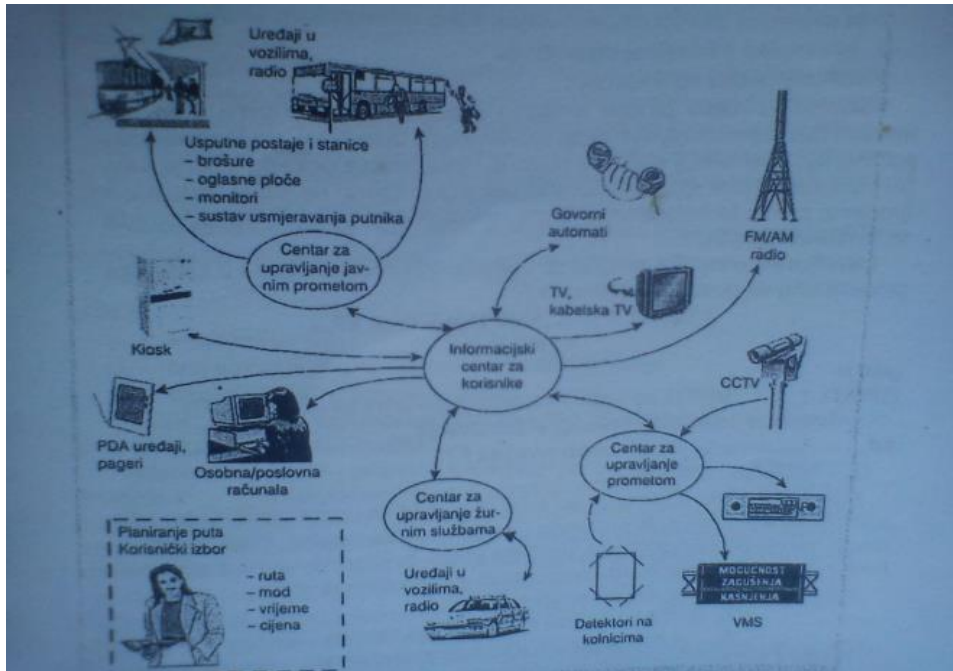 Uređaji u
vozilima,
radio
Usputne postaje i stanice
– brošure
– oglasne ploče
– monitori
– sustav usmjeravanja putnika
Centar za
upravljanje jav-
nim prometom
Govorni
automati
FM/AM
radio
TV,
kabelska TV
Kiosk
Informacijski
centar za
korisnike
CCTV
PDA uređaji,
pageri
Osobna/poslovna
računala
Centar za
upravljanje
prometom
Centar za
upravljanje žur-
nim službama
Planiranje puta
Korisnički izbor
– ruta
– mod
– vrijeme
– cijena
Uređaji u
vozilima,
radio
Detektori na
kolnicima
MOGUĆNOST
ZAGUŠENJA
KAŠNJENJA
VMS